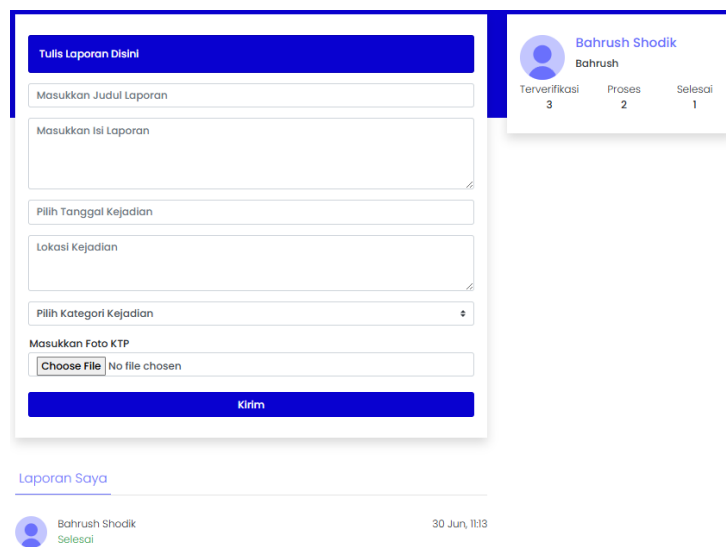 Tulis Laporan Disini
Masukkan Judul Laporan
Masukkan Isi Laporan
Pilih Tanggal Kejadian
Lokasi Kejadian
Pilih Kategori Kejadian
Masukkan Foto KTP
Choose File No file chosen
Kirim
Bahrush Shodik
Bahrush
Terverifikasi Proses Selesai
3 2 1
Laporan Saya
Bahrush Shodik 30 Jun, 11:13
Selesai